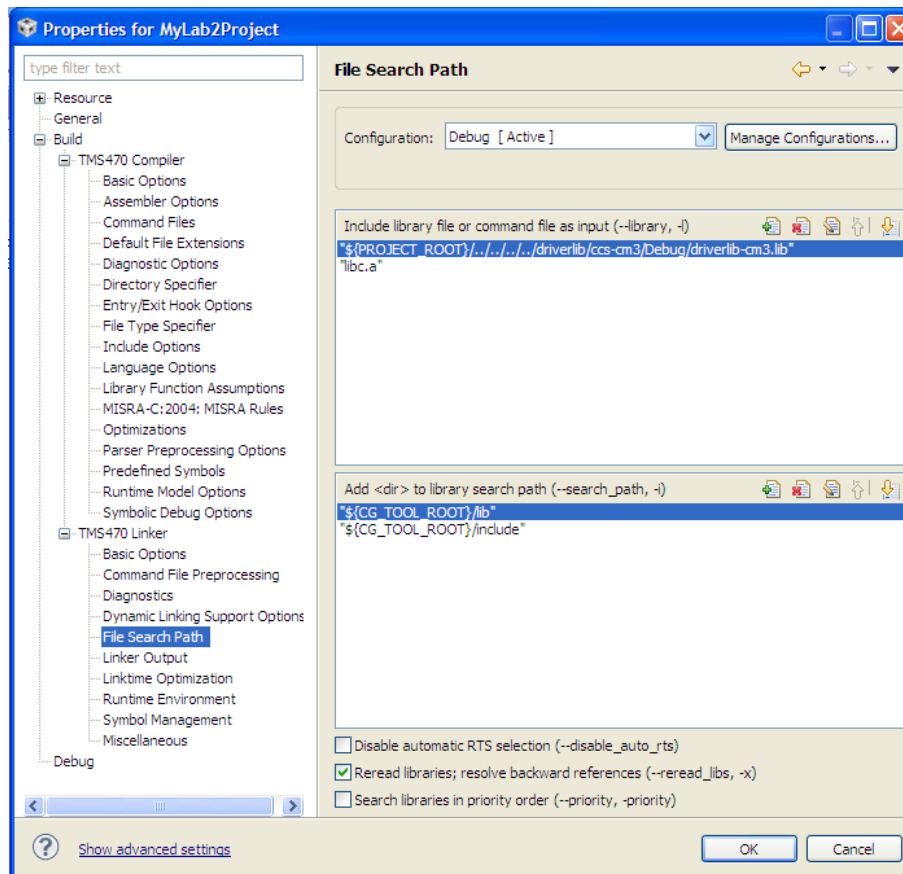 Properties for MyLab2Project
type filter text
File Search Path
Resource
General
Build
TMS470 Compiler
Basic Options
Assembler Options
Command Files
Default File Extensions
Diagnostic Options
Directory Specifier
Entry/Exit Hook Options
File Type Specifier
Include Options
Language Options
Library Function Assumptions
MISRA-C:2004: MISRA Rules
Optimizations
Parser Preprocessing Options
Predefined Symbols
Runtime Model Options
Symbolic Debug Options
TMS470 Linker
Basic Options
Command File Preprocessing
Diagnostics
Dynamic Linking Support Options
File Search Path
Linker Output
Linktime Optimization
Runtime Environment
Symbol Management
Miscellaneous
Debug
Configuration: Debug [ Active ] Manage Configurations...
Include library file or command file as input (--library, -l)
"${PROJECT_ROOT}/../../../../driverlib/ccs-cm3/Debug/driverlib-cm3.lib"
"libc.a"
Add <dir> to library search path (--search_path, -i)
"${CG_TOOL_ROOT}/lib"
"${CG_TOOL_ROOT}/include"
Disable automatic RTS selection (--disable_auto_rts)
Reread libraries; resolve backward references (--reread_libs, -x)
Search libraries in priority order (--priority, -priority)
? Show advanced settings
OK Cancel